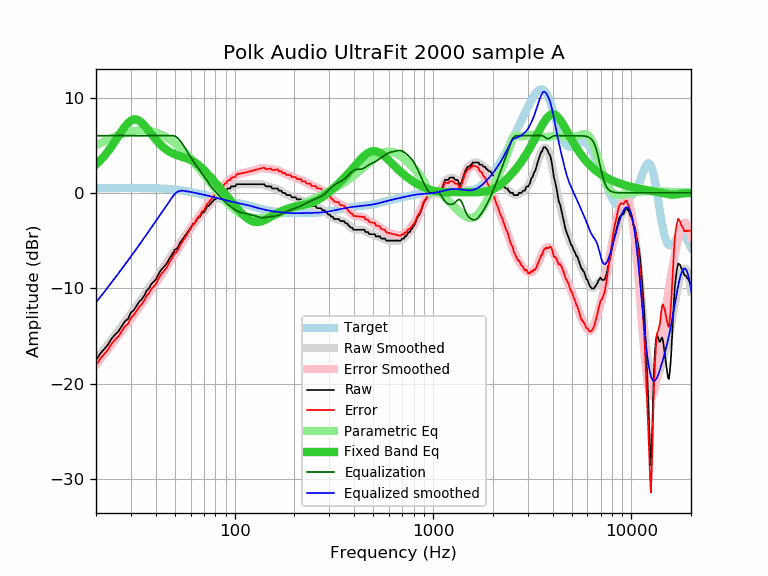 Polk Audio UltraFit 2000 sample A
Amplitude (dBr)
10
0
−10
−20
−30
Target
Raw Smoothed
Error Smoothed
Raw
Error
Parametric Eq
Fixed Band Eq
Equalization
Equalized smoothed
100
1000
10000
Frequency (Hz)